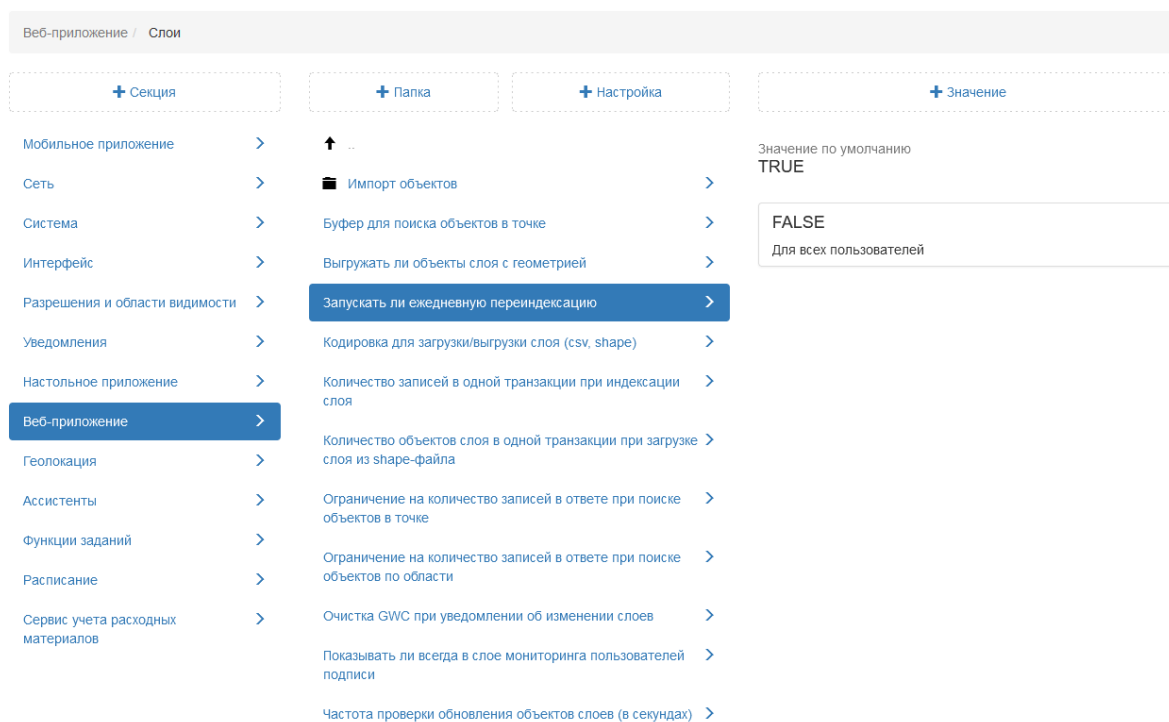 Веб-приложение / Слои
+ Секция
+ Папка
+ Настройка
+ Значение
Мобильное приложение
Сеть
Система
Интерфейс
Разрешения и области видимости
Уведомления
Настольное приложение
Веб-приложение
Геолокация
Ассистенты
Функции заданий
Расписание
Сервис учета расходных
материалов
..
Импорт объектов
Буфер для поиска объектов в точке
Выгружать ли объекты слоя с геометрией
Запускать ли ежедневную переиндексацию
Кодировка для загрузки/выгрузки слоя (csv, shape)
Количество записей в одной транзакции при индексации
слоя
Количество объектов слоя в одной транзакции при загрузке
слоя из shape-файла
Ограничение на количество записей в ответе при поиске
объектов в точке
Ограничение на количество записей в ответе при поиске
объектов по области
Очистка GWC при уведомлении об изменении слоев
Показывать ли всегда в слое мониторинга пользователей
подписи
Частота проверки обновления объектов слоев (в секундах)
Значение по умолчанию
TRUE
FALSE
Для всех пользователей